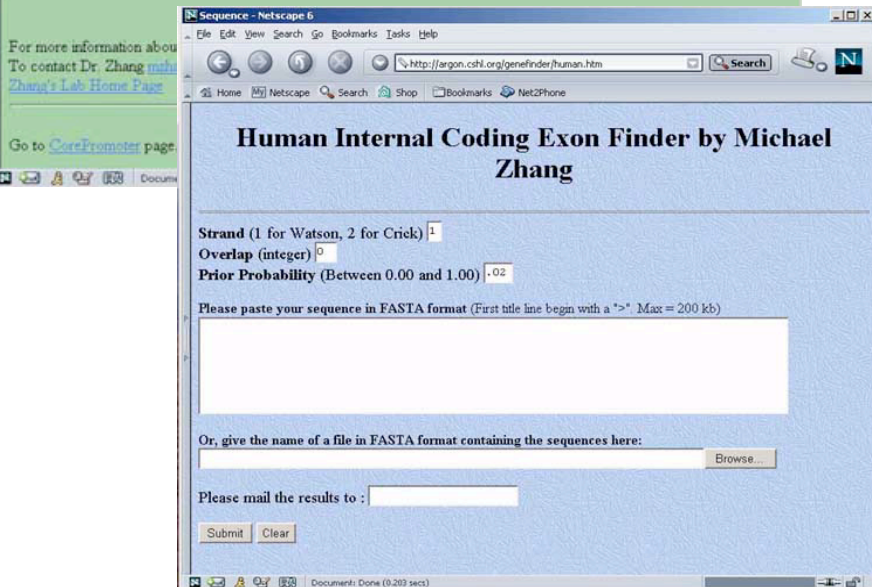 For more information abou
To contact Dr. Zhang
Zhang's Lab Home Page
Go to CorePromoter page.
Docume
Sequence - Netscape 6
File Edit View Search Go Bookmarks Tasks Help
http://argon.cshl.org/genefinder/human.htm Search N
Home My Netscape Search Shop Bookmarks Net2Phone
Human Internal Coding Exon Finder by Michael
Zhang
Strand (1 for Watson, 2 for Crick) 1
Overlap (integer) 0
Prior Probability (Between 0.00 and 1.00) .02
Please paste your sequence in FASTA format (First title line begin with a ">". Max = 200 kb)
Or, give the name of a file in FASTA format containing the sequences here:
Browse...
Please mail the results to :
Submit Clear
Document: Done (0.203 secs)